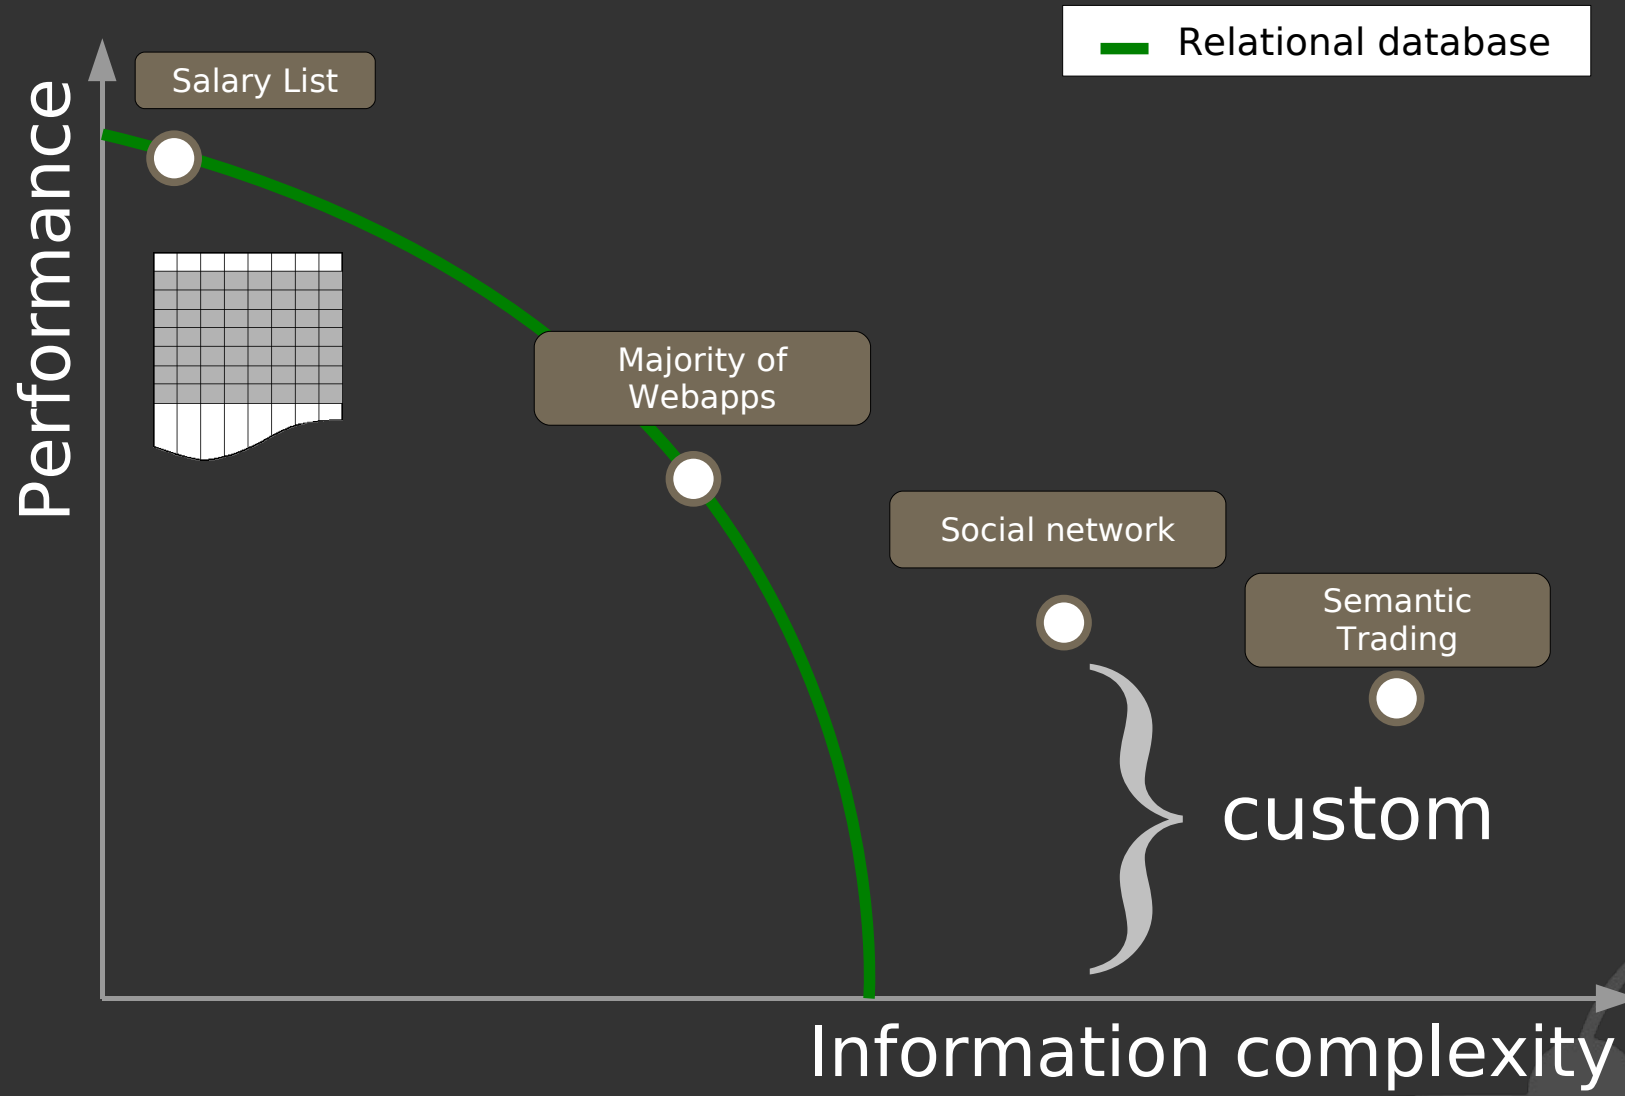 Relational database
Salary List
Performance
Majority of
Webapps
Social network
Semantic
Trading
custom
Information complexity